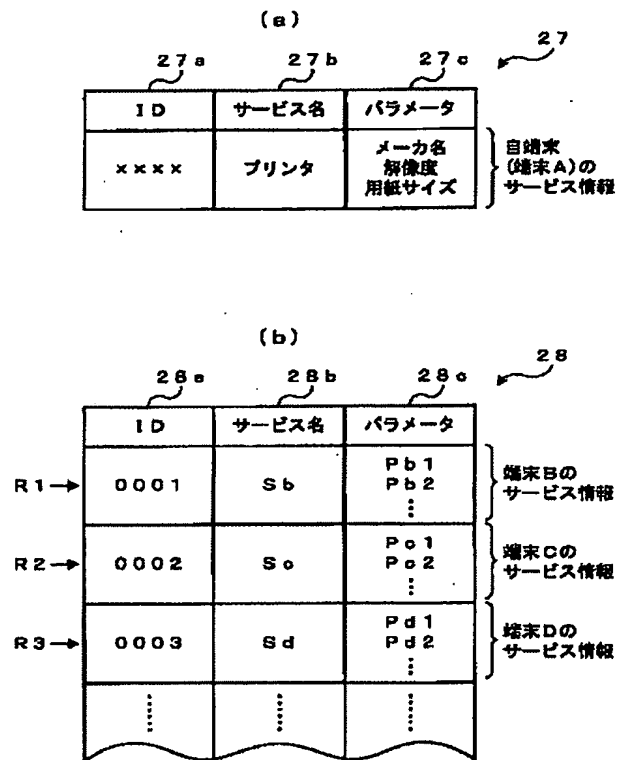 (a)
27
27a 27b 27c
ID サービス名 パラメータ
×××× プリンタ メーカ名
解像度
用紙サイズ
自端末
(端末A)の
サービス情報
(b)
28
28a 28b 28c
ID サービス名 パラメータ
R1→ 0001 Sb Pb1
Pb2
⋮
端末Bの
サービス情報
R2→ 0002 Sc Pc1
Pc2
⋮
端末Cの
サービス情報
R3→ 0003 Sd Pd1
Pd2
⋮
端末Dの
サービス情報
⋮ ⋮ ⋮